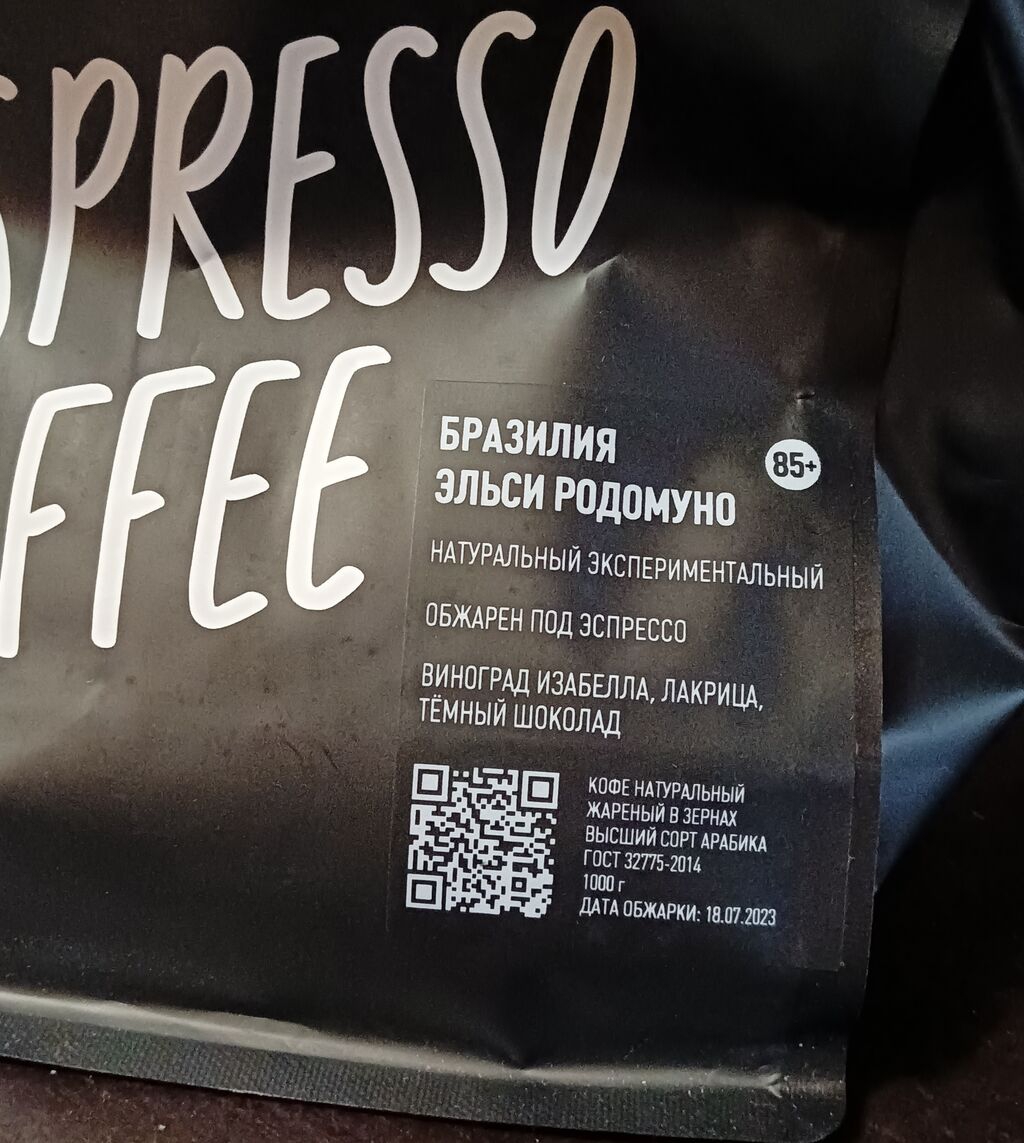 SPRESSO
FFEE
БРАЗИЛИЯ
ЭЛЬСИ РОДОМУНО
85+
НАТУРАЛЬНЫЙ ЭКСПЕРИМЕНТАЛЬНЫЙ
ОБЖАРЕН ПОД ЭСПРЕССО
ВИНОГРАД ИЗАБЕЛЛА, ЛАКРИЦА,
ТЁМНЫЙ ШОКОЛАД
КОФЕ НАТУРАЛЬНЫЙ
ЖАРЕНЫЙ В ЗЕРНАХ
ВЫСШИЙ СОРТ АРАБИКА
ГОСТ 32775-2014
1000 г
ДАТА ОБЖАРКИ: 18.07.2023